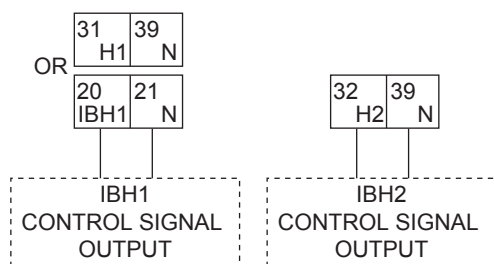 31 H1 39 N
OR
20 IBH1 21 N
32 H2 39 N
IBH1
CONTROL SIGNAL
OUTPUT
IBH2
CONTROL SIGNAL
OUTPUT